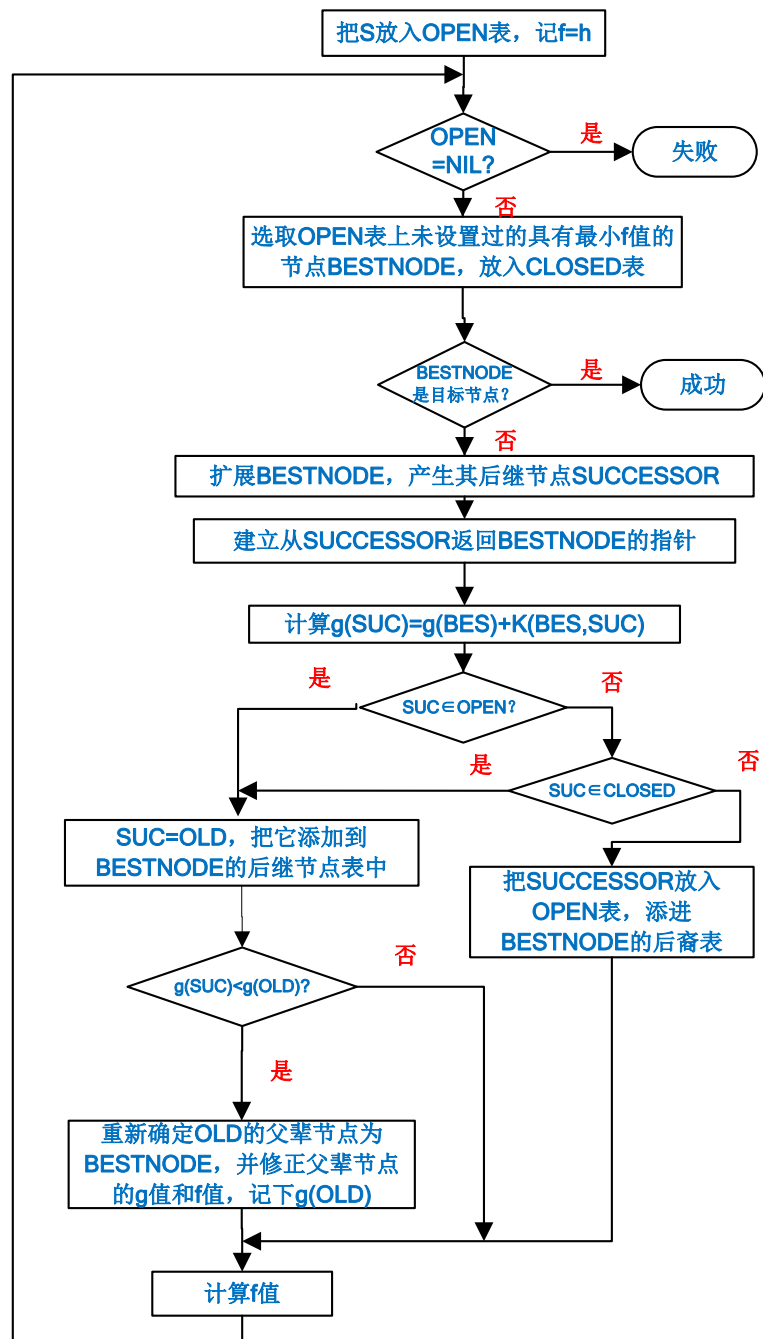 把S放入OPEN表，记f=h
OPEN
=NIL?
是
失败
否
选取OPEN表上未设置过的具有最小f值的
节点BESTNODE，放入CLOSED表
BESTNODE
是目标节点？
是
成功
否
扩展BESTNODE，产生其后继节点SUCCESSOR
建立从SUCCESSOR返回BESTNODE的指针
计算g(SUC)=g(BES)+K(BES,SUC)
是
SUC∈OPEN？
否
是
SUC∈CLOSED
否
SUC=OLD，把它添加到
BESTNODE的后继节点表中
把SUCCESSOR放入
OPEN表，添进
BESTNODE的后裔表
g(SUC)<g(OLD)?
否
是
重新确定OLD的父辈节点为
BESTNODE，并修正父辈节点
的g值和f值，记下g(OLD)
计算f值